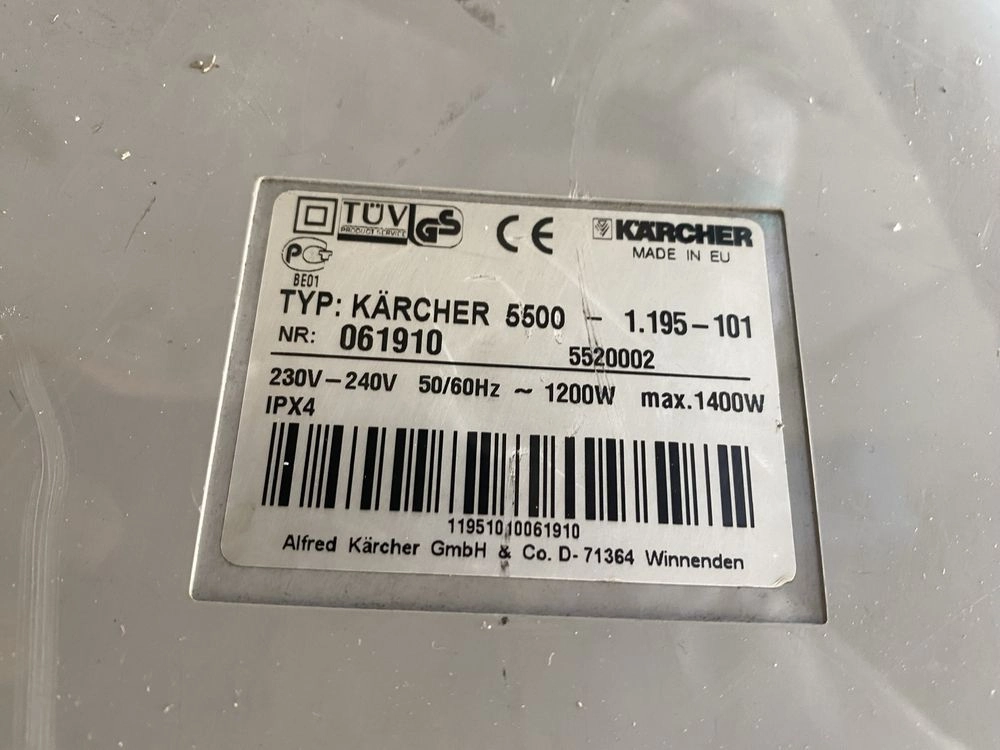 TÜV
PRODUCT SERVICE
GS
CE
KÄRCHER
MADE IN EU
PC
BE01
TYP: KÄRCHER 5500 - 1.195-101
NR: 061910 5520002
230V-240V 50/60Hz ~ 1200W max.1400W
IPX4
11951010061910
Alfred Kärcher GmbH & Co. D-71364 Winnenden